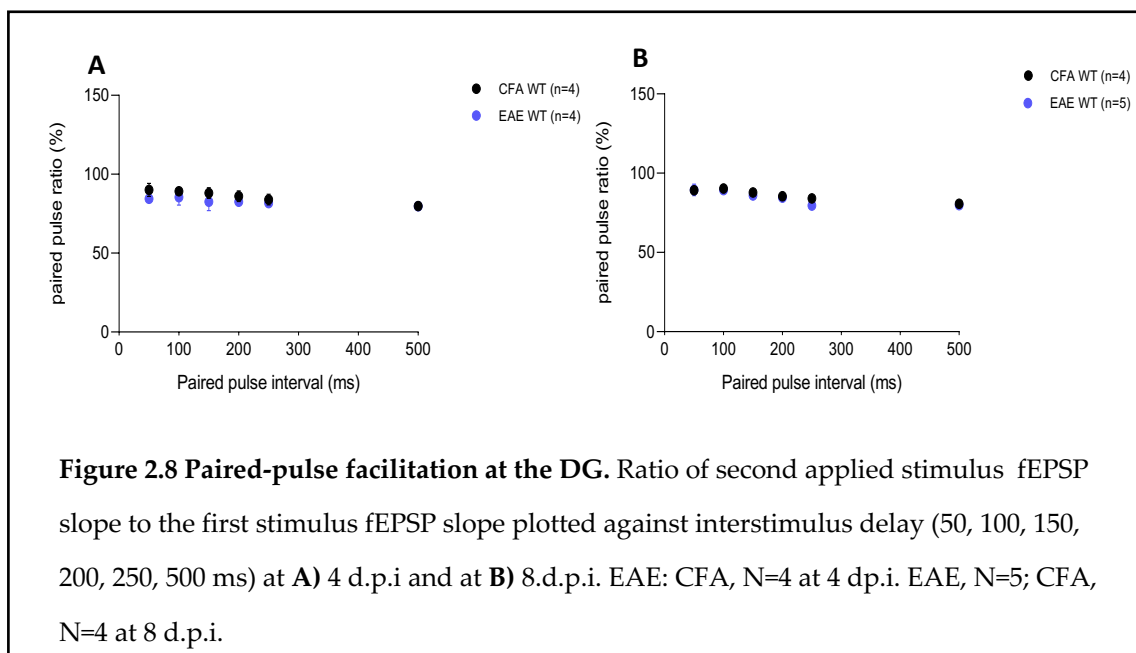 A
CFA WT (n=4)
EAE WT (n=4)
150
100
50
0
paired pulse ratio (%)
0 100 200 300 400 500
Paired pulse interval (ms)
B
CFA WT (n=4)
EAE WT (n=5)
150
100
50
0
paired pulse ratio (%)
0 100 200 300 400 500
Paired pulse interval (ms)
Figure 2.8 Paired-pulse facilitation at the DG. Ratio of second applied stimulus fEPSP
slope to the first stimulus fEPSP slope plotted against interstimulus delay (50, 100, 150,
200, 250, 500 ms) at A) 4 d.p.i and at B) 8.d.p.i. EAE: CFA, N=4 at 4 dp.i. EAE, N=5; CFA,
N=4 at 8 d.p.i.